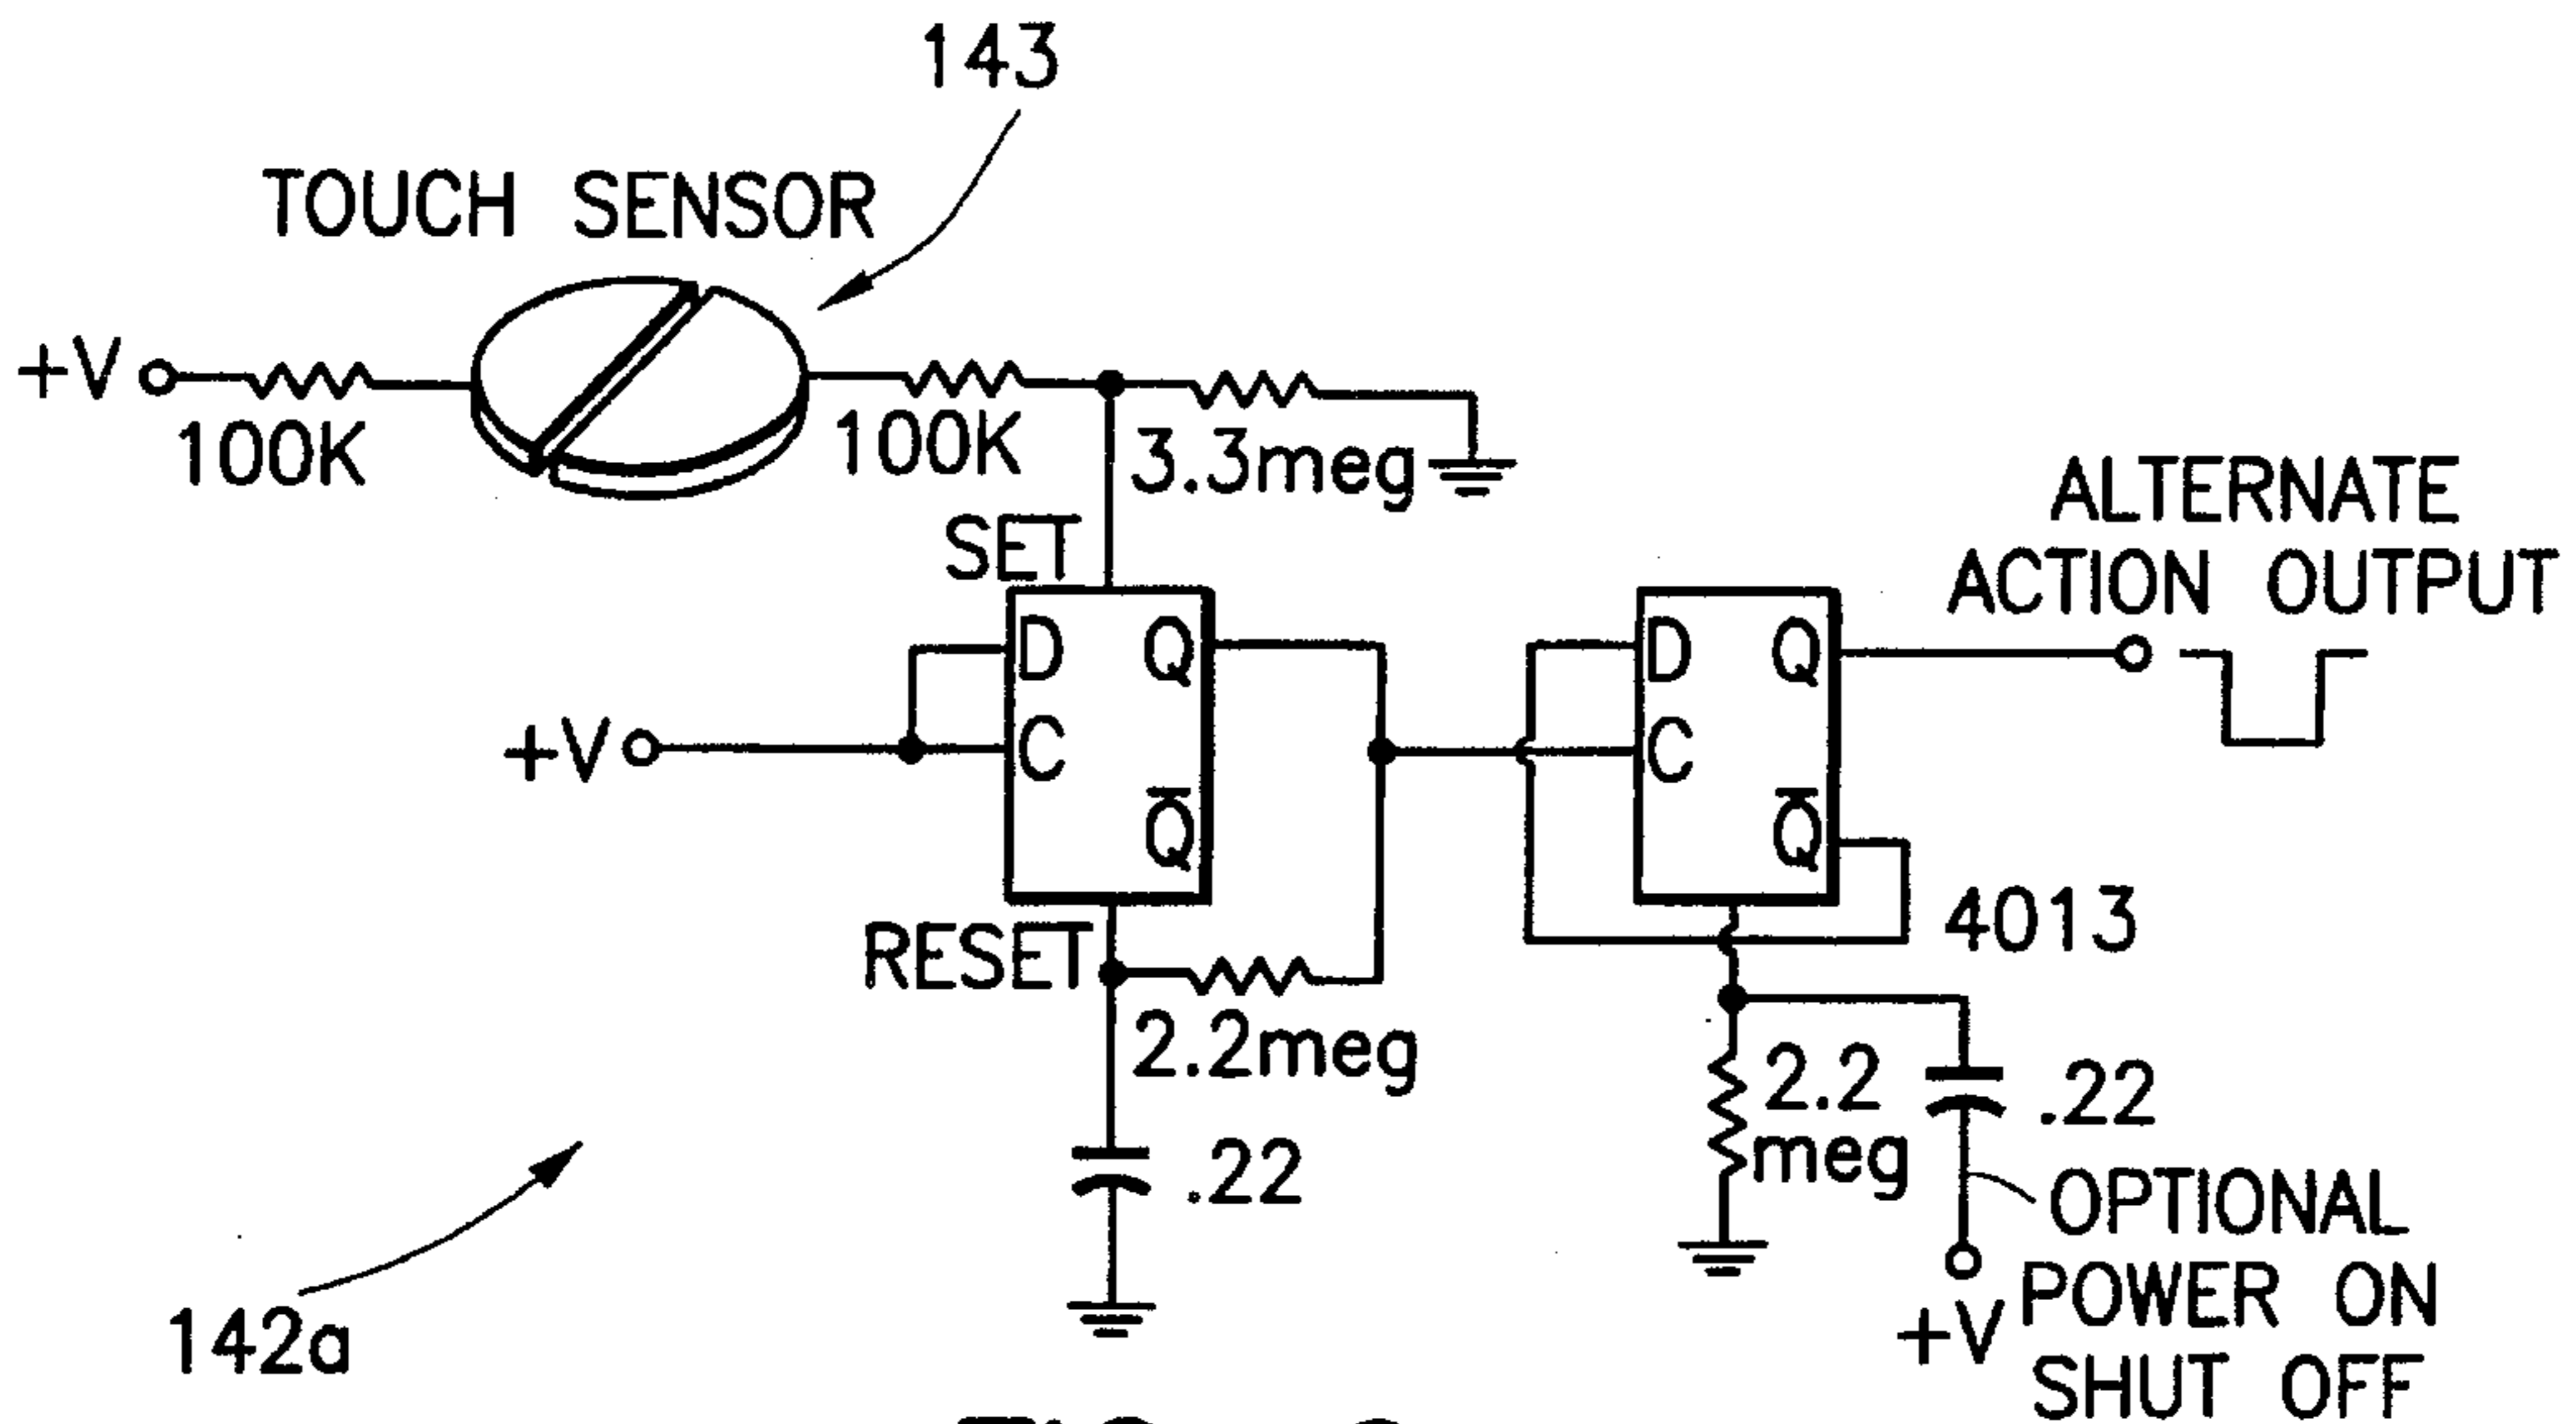 143
TOUCH SENSOR
+V
100K
100K
3.3meg
SET
ALTERNATE
ACTION OUTPUT
D
Q
D
Q
+V
C
C
Q̅
Q̅
RESET
4013
2.2meg
2.2
meg
.22
.22
OPTIONAL
POWER ON
SHUT OFF
+V
142a